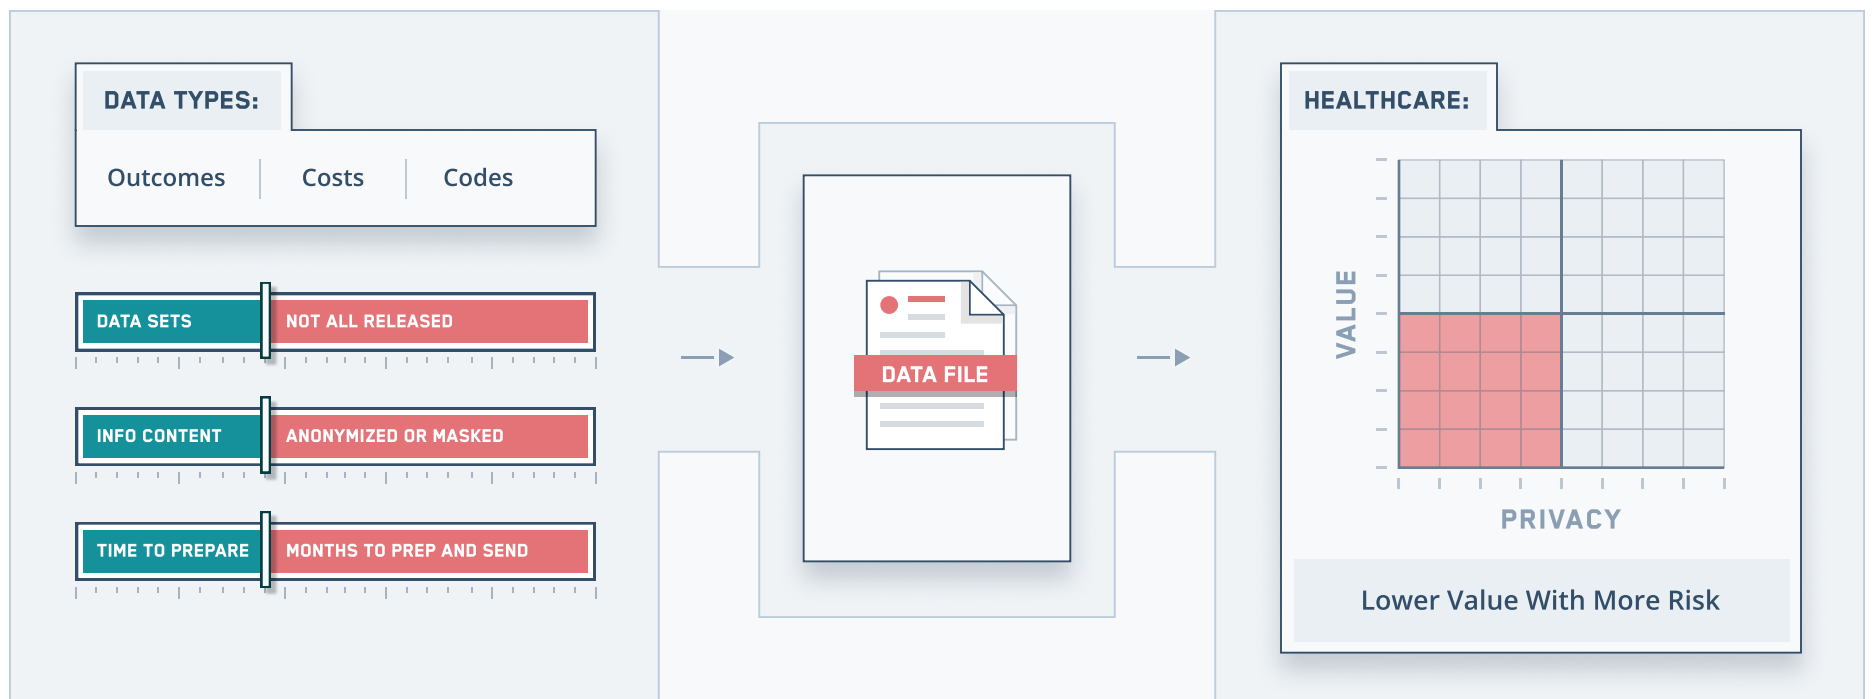 DATA TYPES:
Outcomes
Costs
Codes
DATA SETS
NOT ALL RELEASED
INFO CONTENT
ANONYMIZED OR MASKED
TIME TO PREPARE
MONTHS TO PREP AND SEND
DATA FILE
HEALTHCARE:
VALUE
PRIVACY
Lower Value With More Risk